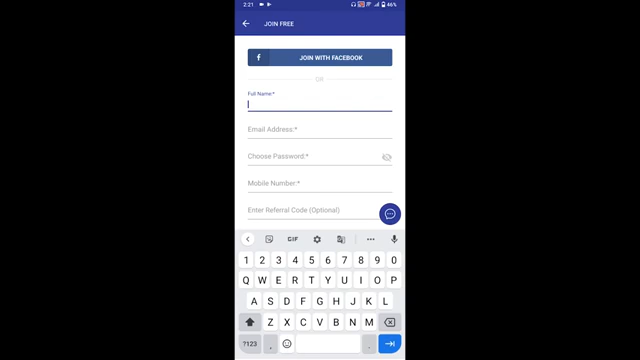 2:21
46%
JOIN FREE
f JOIN WITH FACEBOOK
OR
Full Name:*
Email Address:*
Choose Password:*
Mobile Number:*
Enter Referral Code (Optional)
GIF
1 2 3 4 5 6 7 8 9 0
Q W E R T Y U I O P
A S D F G H J K L
Z X C V B N M
?123 , .